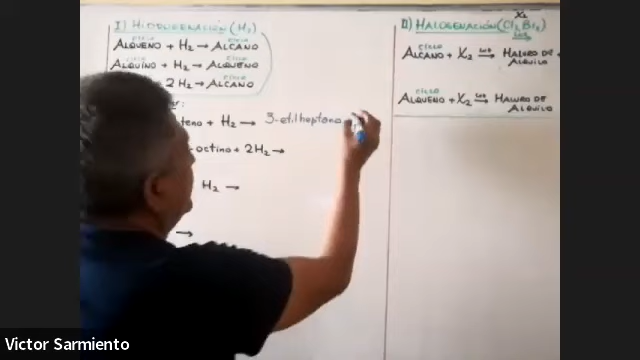 I) HIDROGENACIÓN (H₂)
CICLO CICLO
ALQUENO + H₂ → ALCANO
CICLO CICLO
ALQUINO + H₂ → ALQUENO
2H₂ → ALCANO
teno + H₂ → 3-etilheptano
octino + 2H₂ →
H₂ →
→
X₂
II) HALOGENACIÓN (Cl₂, Br₂)
LUZ
CICLO
ALCANO + X₂ LUZ→ HALURO DE
ALQUILO
CICLO
ALQUENO + X₂ LUZ→ HALURO DE
ALQUILO
Victor Sarmiento